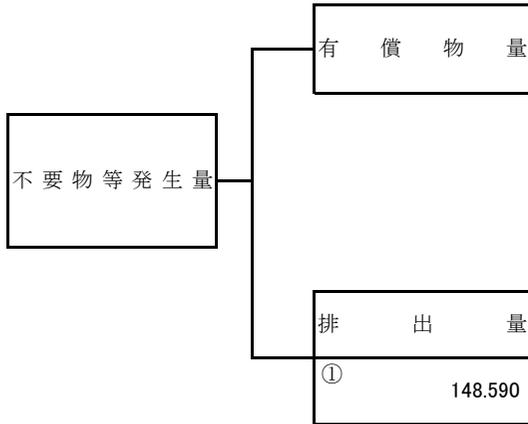 有償物量
不要物等発生量
排出量
①
148.590